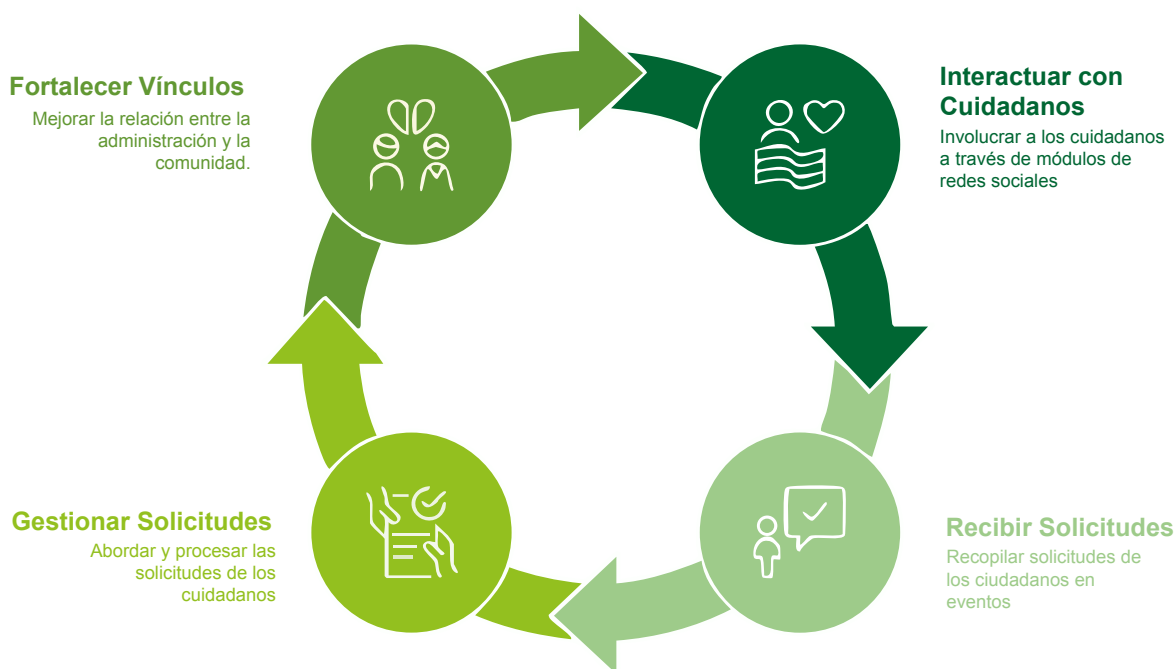 Fortalecer Vínculos
Mejorar la relación entre la
administración y la
comunidad.
Interactuar con
Cuidadanos
Involucrar a los cuidadanos
a través de módulos de
redes sociales
Gestionar Solicitudes
Abordar y procesar las
solicitudes de los
cuidadanos
Recibir Solicitudes
Recopilar solicitudes de
los ciudadanos en
eventos